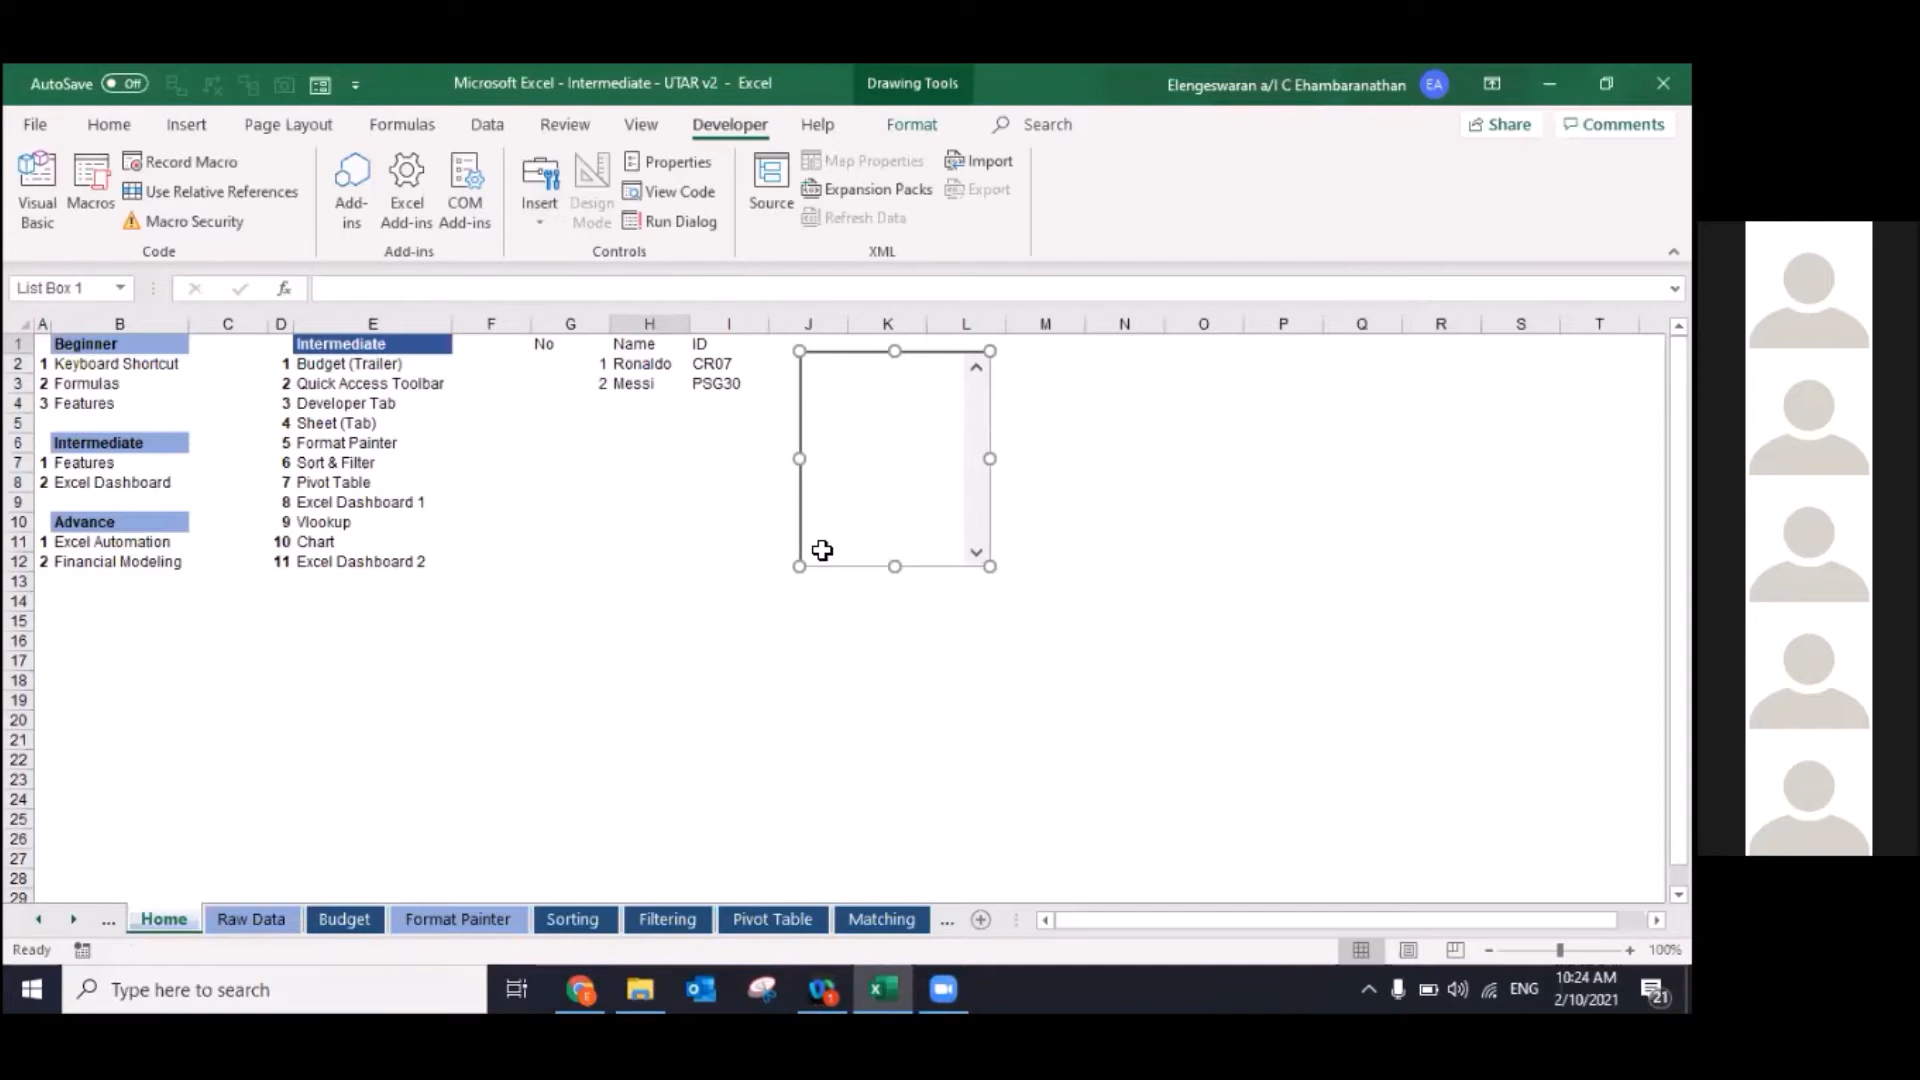 AutoSave Off Microsoft Excel - Intermediate - UTAR v2 - Excel Drawing Tools Elengeswaran a/l C Ehambaranathan EA
File Home Insert Page Layout Formulas Data Review View Developer Help Format Search Share Comments
Visual Basic
Macros
Record Macro
Use Relative References
Macro Security
Code
Add-ins
Excel Add-ins
COM Add-ins
Add-ins
Insert
Design Mode
Properties
View Code
Run Dialog
Controls
Source
Map Properties
Expansion Packs
Refresh Data
Import
Export
XML
List Box 1 fx
A B C D E F G H I J K L M N O P Q R S T
1 Beginner Intermediate No Name ID
2 1 Keyboard Shortcut 1 Budget (Trailer) 1 Ronaldo CR07
3 2 Formulas 2 Quick Access Toolbar 2 Messi PSG30
4 3 Features 3 Developer Tab
5 4 Sheet (Tab)
6 Intermediate 5 Format Painter
7 1 Features 6 Sort & Filter
8 2 Excel Dashboard 7 Pivot Table
9 8 Excel Dashboard 1
10 Advance 9 Vlookup
11 1 Excel Automation 10 Chart
12 2 Financial Modeling 11 Excel Dashboard 2
13
14
15
16
17
18
19
20
21
22
23
24
25
26
27
28
29
... Home Raw Data Budget Format Painter Sorting Filtering Pivot Table Matching ...
Ready 100%
Type here to search 1 ENG 10:24 AM 21
2/10/2021